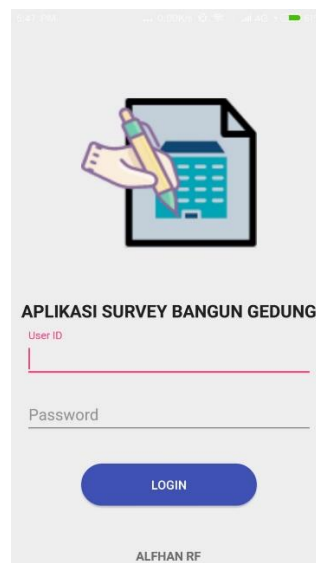 APLIKASI SURVEY BANGUN GEDUNG
User ID
Password
LOGIN
ALFHAN RF